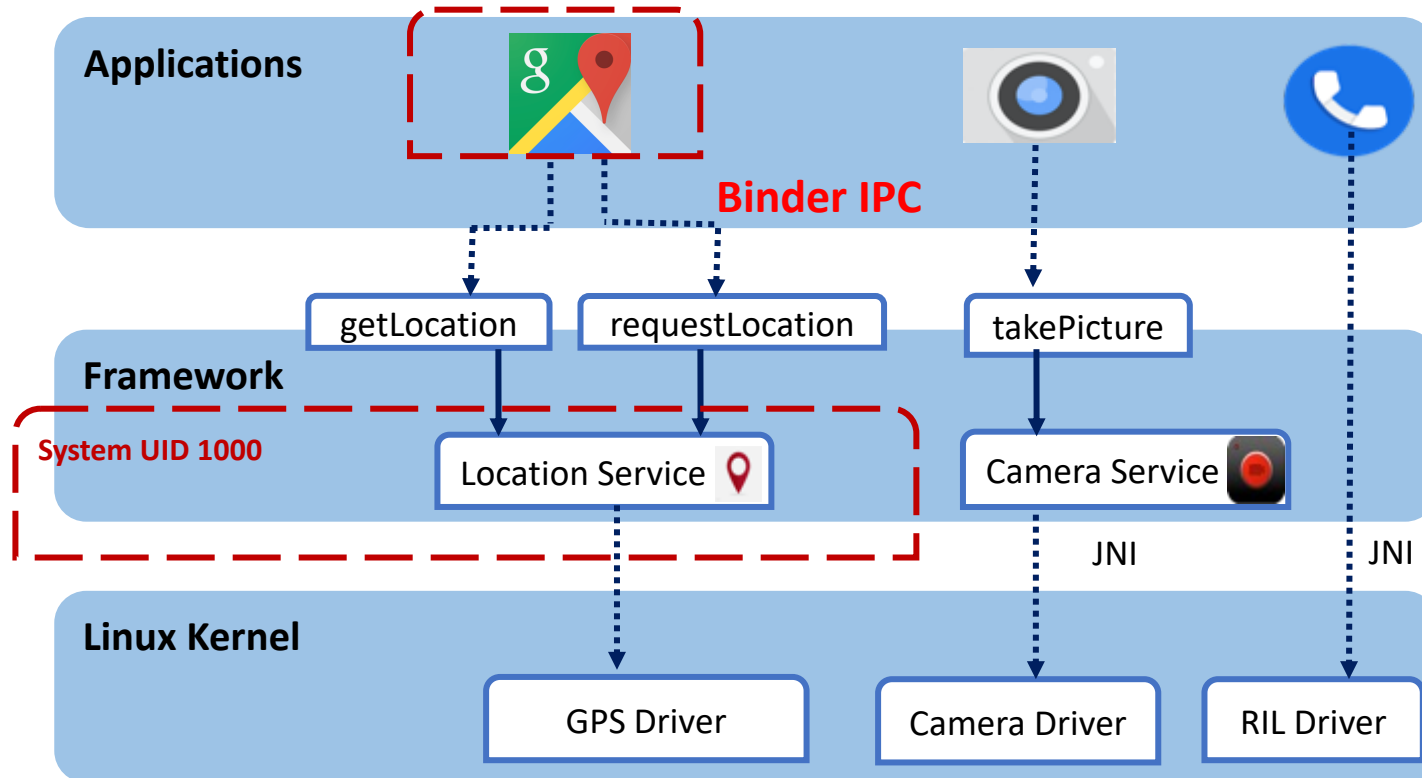 Applications
g
Binder IPC
getLocation
requestLocation
takePicture
Framework
System UID 1000
Location Service
Camera Service
JNI
JNI
Linux Kernel
GPS Driver
Camera Driver
RIL Driver